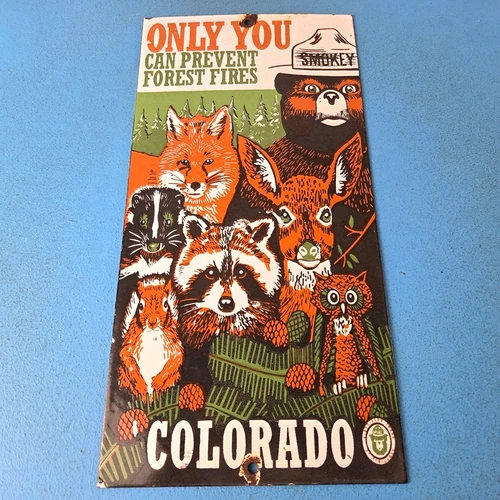 ONLY YOU
CAN PREVENT
FOREST FIRES
SMOKEY
COLORADO